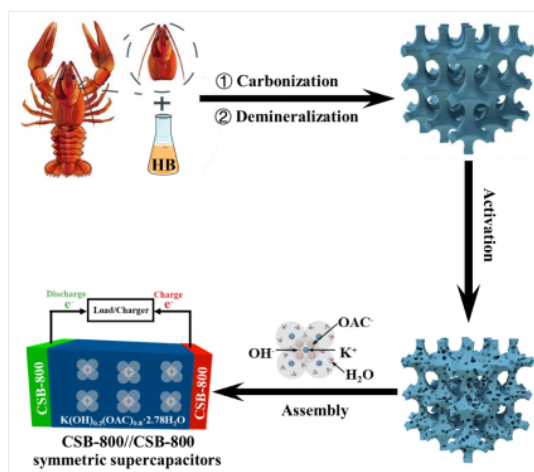 ① Carbonization
② Demineralization
HB
Activation
Discharge
e⁻
Load/Charger
Charge
e⁻
CSB-800
CSB-800
K(OH)₀.₂(OAC)₀.₈·2.78H₂O
OAC⁻
OH⁻
K⁺
H₂O
Assembly
CSB-800//CSB-800
symmetric supercapacitors